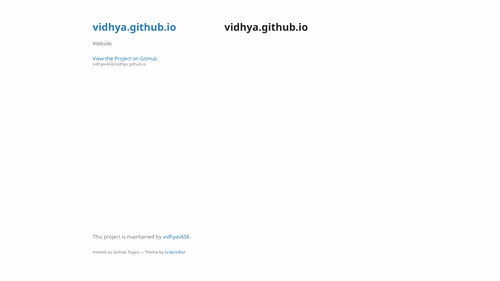 vidhya.github.io
Website
View the Project on GitHub
vidhyav656/vidhya.github.io
vidhya.github.io
This project is maintained by vidhyav656
Hosted on GitHub Pages — Theme by orderedlist